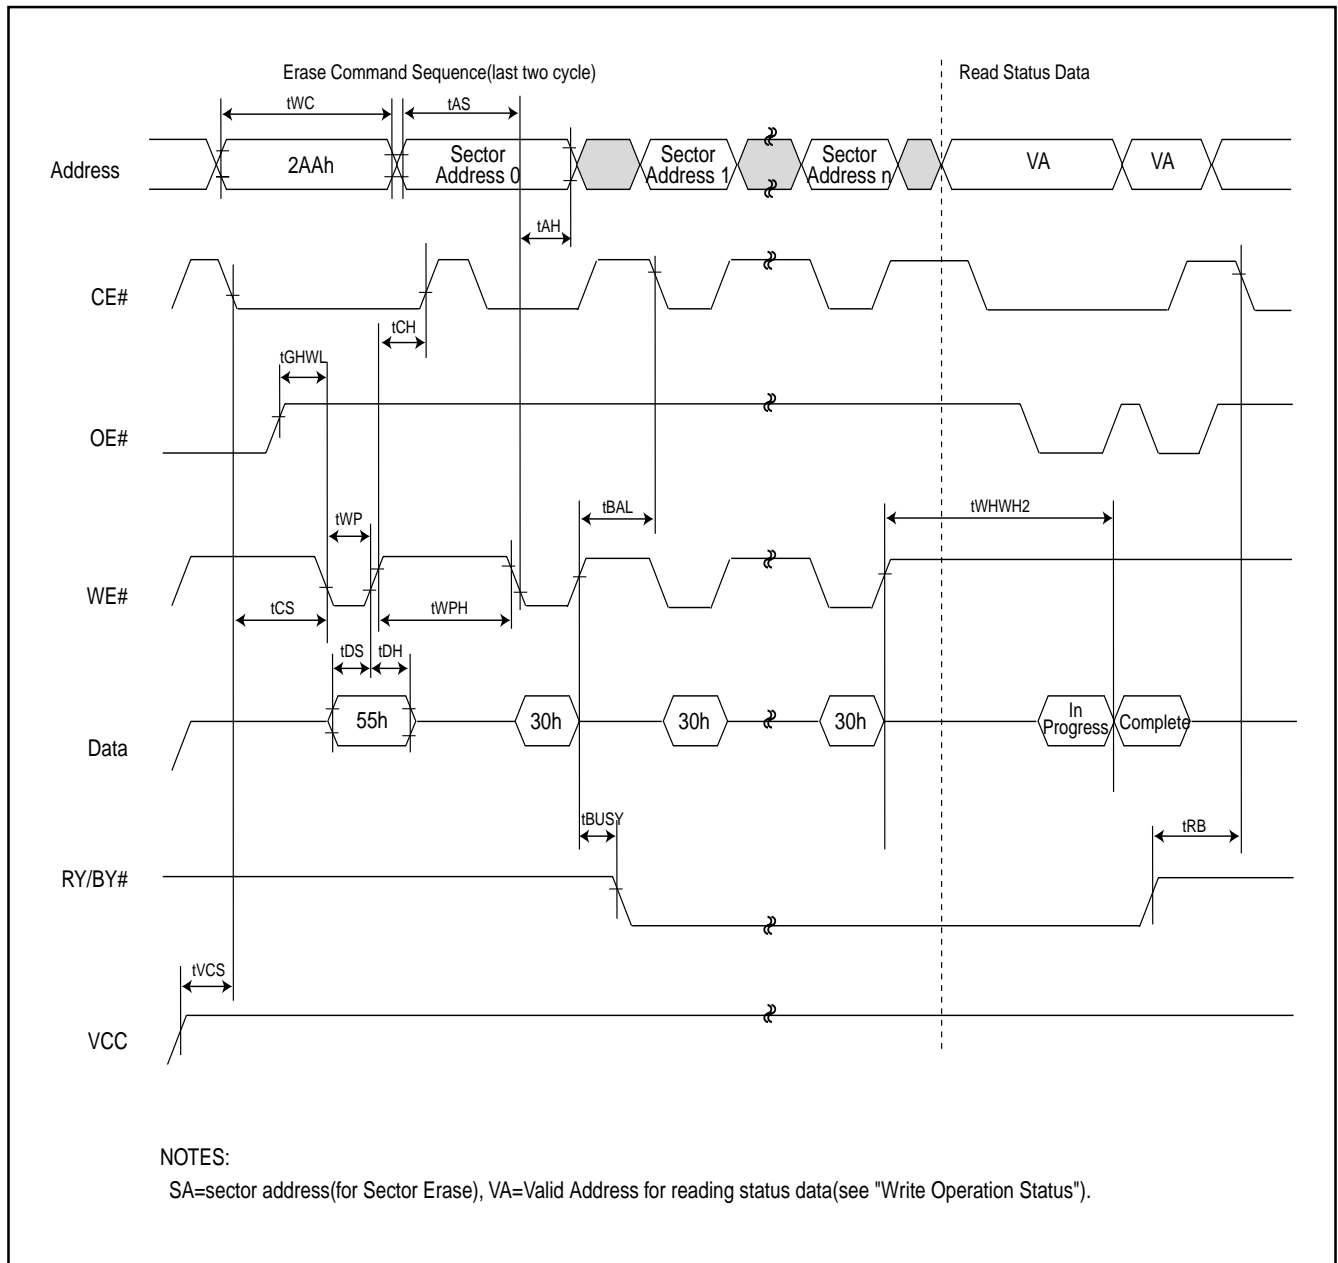 Erase Command Sequence(last two cycle)
Read Status Data
tWC
tAS
Address
2AAh
Sector
Address 0
Sector
Address 1
Sector
Address n
VA
VA
tAH
CE#
tCH
tGHWL
OE#
tBAL
tWHWH2
tWP
WE#
tCS
tWPH
tDS
tDH
Data
55h
30h
30h
30h
In
Progress
Complete
tBUSY
tRB
RY/BY#
tVCS
VCC
NOTES:
SA=sector address(for Sector Erase), VA=Valid Address for reading status data(see "Write Operation Status").